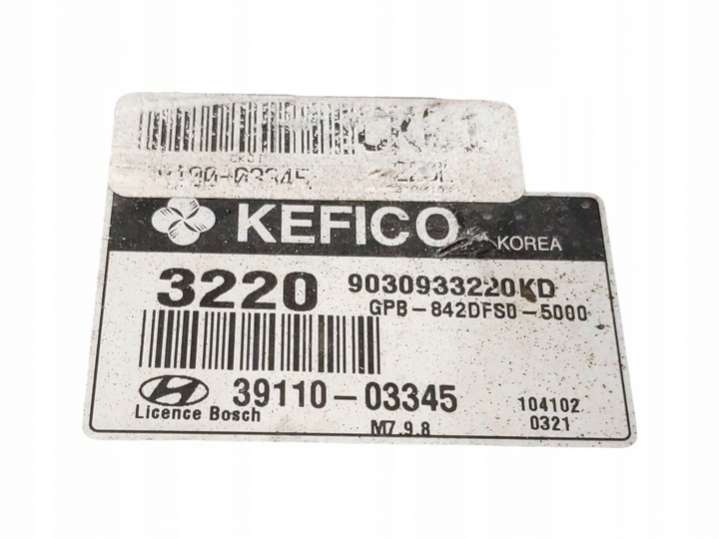 KEFICO KOREA
3220 9030933220KD
GPB-842DFS0-5000
39110-03345 104102
Licence Bosch M7.9.8 0321